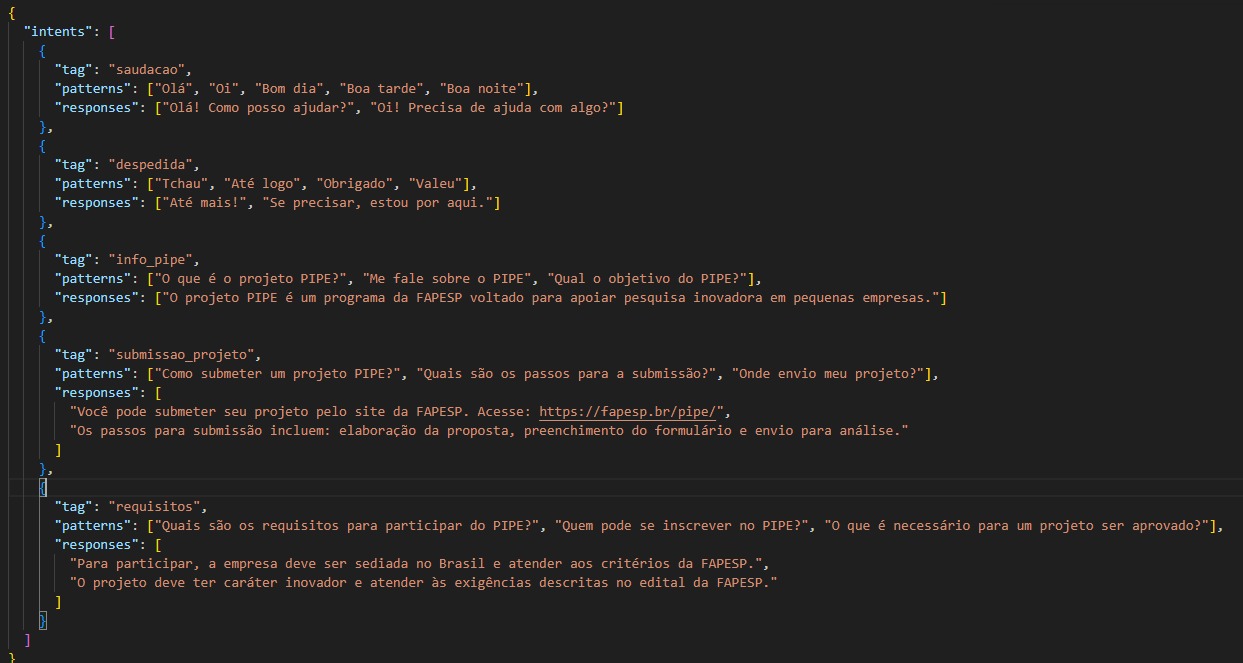 {
"intents": [
{
"tag": "saudacao",
"patterns": ["Olá", "Oi", "Bom dia", "Boa tarde", "Boa noite"],
"responses": ["Olá! Como posso ajudar?", "Oi! Precisa de ajuda com algo?"]
},
{
"tag": "despedida",
"patterns": ["Tchau", "Até logo", "Obrigado", "Valeu"],
"responses": ["Até mais!", "Se precisar, estou por aqui."]
},
{
"tag": "info_pipe",
"patterns": ["O que é o projeto PIPE?", "Me fale sobre o PIPE", "Qual o objetivo do PIPE?"],
"responses": ["O projeto PIPE é um programa da FAPESP voltado para apoiar pesquisa inovadora em pequenas empresas."]
},
{
"tag": "submissao_projeto",
"patterns": ["Como submeter um projeto PIPE?", "Quais são os passos para a submissão?", "Onde envio meu projeto?"],
"responses": [
"Você pode submeter seu projeto pelo site da FAPESP. Acesse: https://fapesp.br/pipe/",
"Os passos para submissão incluem: elaboração da proposta, preenchimento do formulário e envio para análise."
]
},
{
"tag": "requisitos",
"patterns": ["Quais são os requisitos para participar do PIPE?", "Quem pode se inscrever no PIPE?", "O que é necessário para um projeto ser aprovado?"],
"responses": [
"Para participar, a empresa deve ser sediada no Brasil e atender aos critérios da FAPESP.",
"O projeto deve ter caráter inovador e atender às exigências descritas no edital da FAPESP."
]
}
]
}